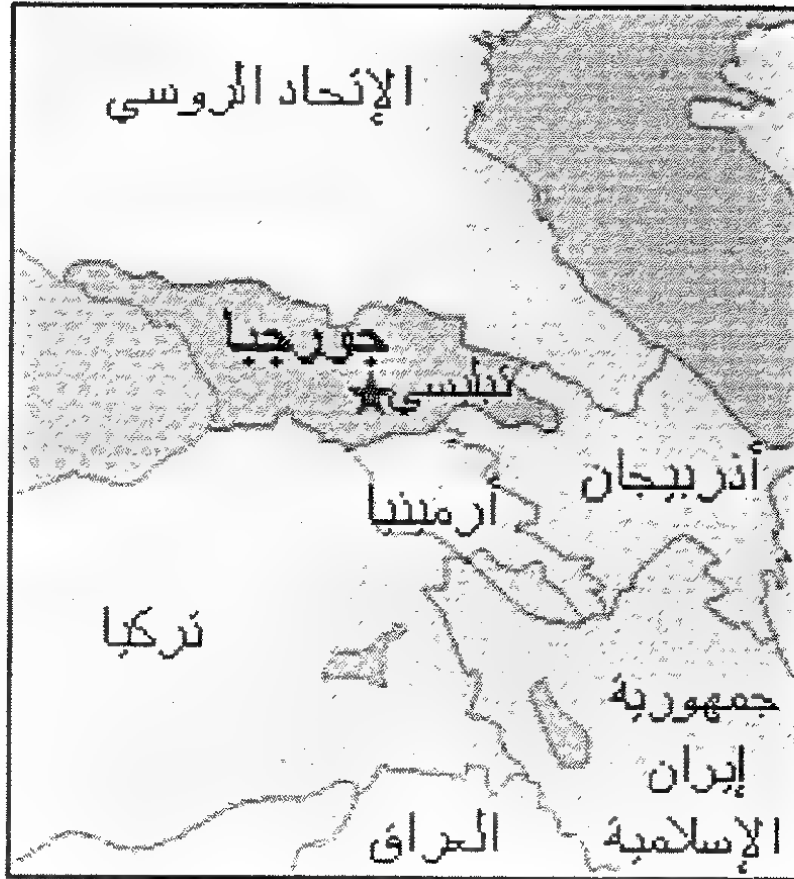 الإتحاد الروسي
جورجيا
تبليسي
أذربيجان
أرمينيا
تركيا
جمهورية
إيران
الإسلامية
العراق